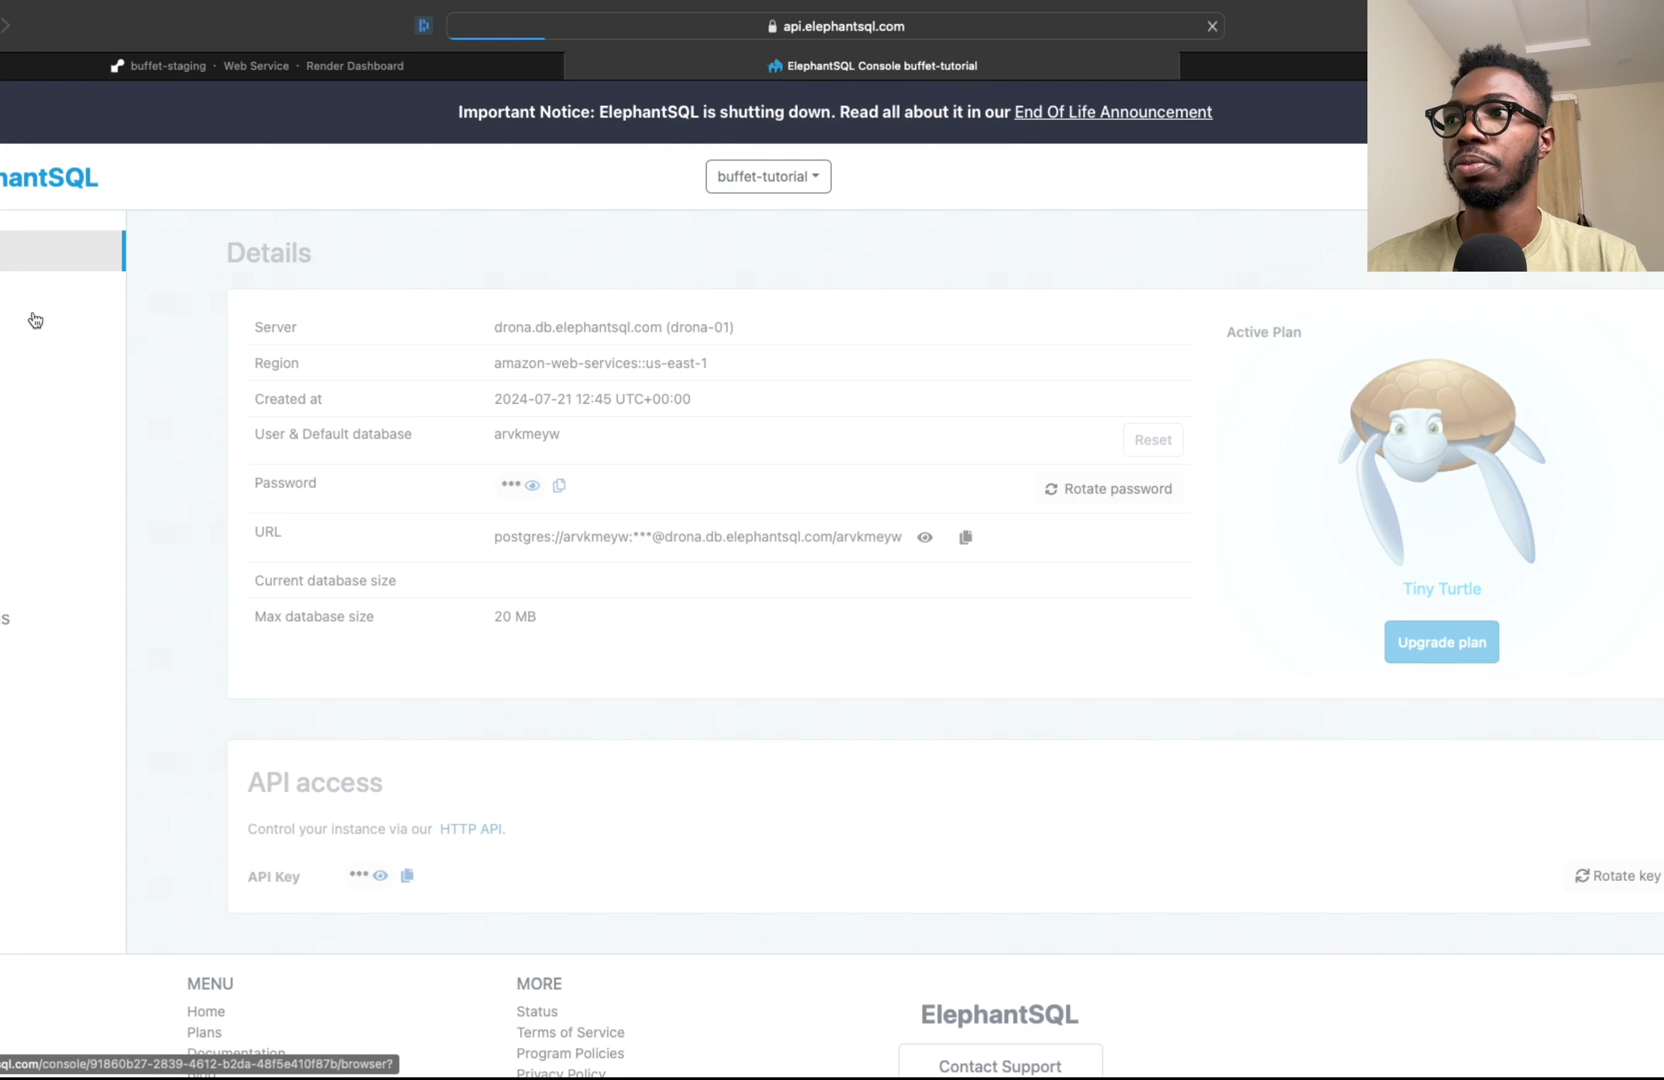 api.elephantsql.com
buffet-staging · Web Service · Render Dashboard
ElephantSQL Console buffet-tutorial
Important Notice: ElephantSQL is shutting down. Read all about it in our End Of Life Announcement
hantSQL
buffet-tutorial
Details
Server drona.db.elephantsql.com (drona-01)
Region amazon-web-services::us-east-1
Created at 2024-07-21 12:45 UTC+00:00
User & Default database arvkmeyw Reset
Password *** Rotate password
URL postgres://arvkmeyw:***@drona.db.elephantsql.com/arvkmeyw
Current database size
Max database size 20 MB
Active Plan
Tiny Turtle
Upgrade plan
s
API access
Control your instance via our HTTP API.
API Key *** Rotate key
MENU
Home
Plans
Documentation
MORE
Status
Terms of Service
Program Policies
Privacy Policy
ElephantSQL
Contact Support
ql.com/console/91860b27-2839-4612-b2da-48f5e410f87b/browser?